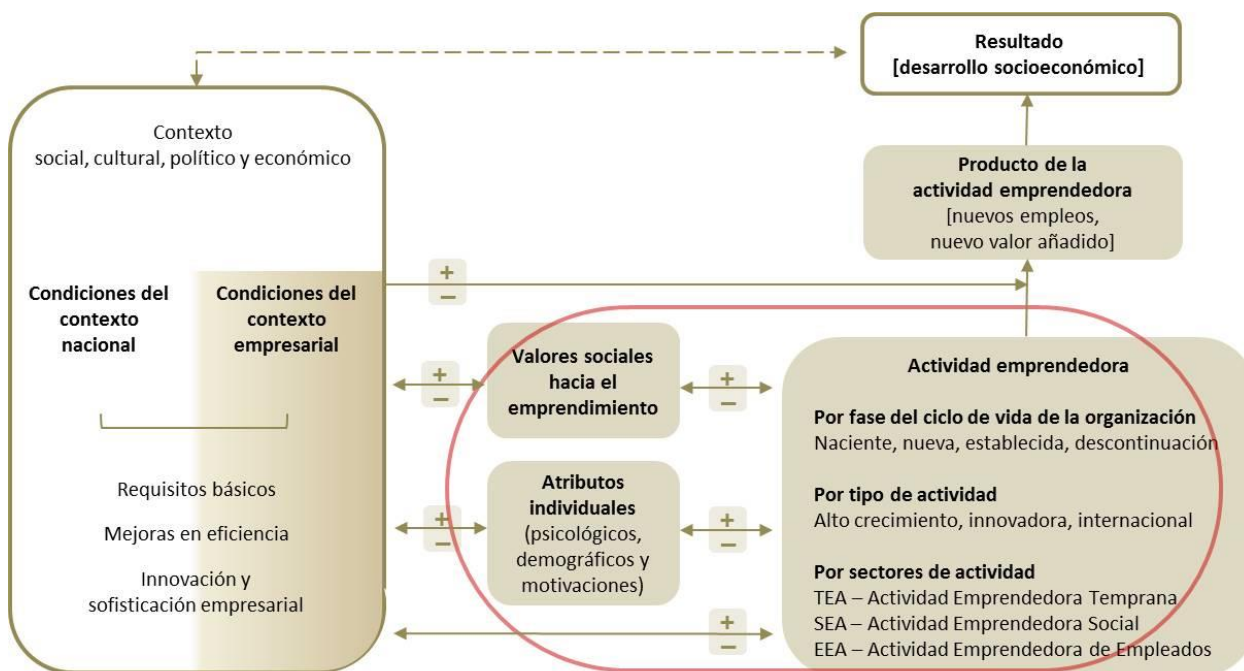 Resultado
[desarrollo socioeconómico]
Contexto
social, cultural, político y económico
Producto de la
actividad emprendedora
[nuevos empleos,
nuevo valor añadido]
Condiciones del
contexto
nacional
Condiciones del
contexto
empresarial
+
−
Valores sociales
hacia el
emprendimiento
+
−
+
−
Requisitos básicos
Mejoras en eficiencia
Innovación y
sofisticación empresarial
Atributos
individuales
(psicológicos,
demográficos y
motivaciones)
+
−
+
−
+
−
Actividad emprendedora
Por fase del ciclo de vida de la organización
Naciente, nueva, establecida, descontinuación
Por tipo de actividad
Alto crecimiento, innovadora, internacional
Por sectores de actividad
TEA – Actividad Emprendedora Temprana
SEA – Actividad Emprendedora Social
EEA – Actividad Emprendedora de Empleados